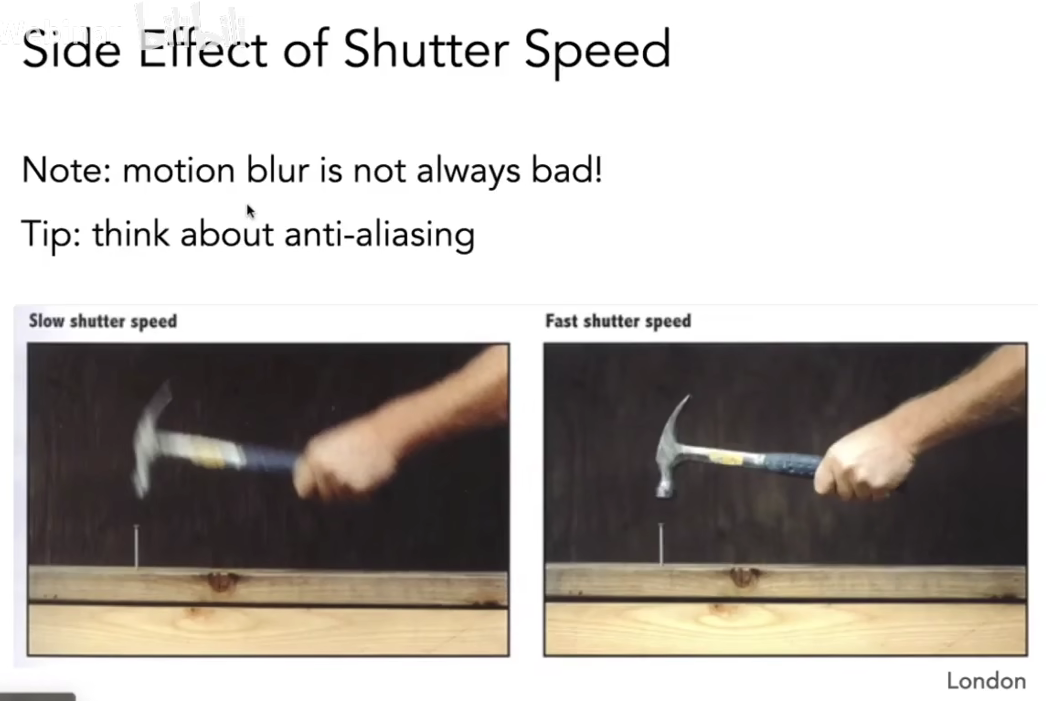 Side Effect of Shutter Speed
Note: motion blur is not always bad!
Tip: think about anti-aliasing
Slow shutter speed
Fast shutter speed
London